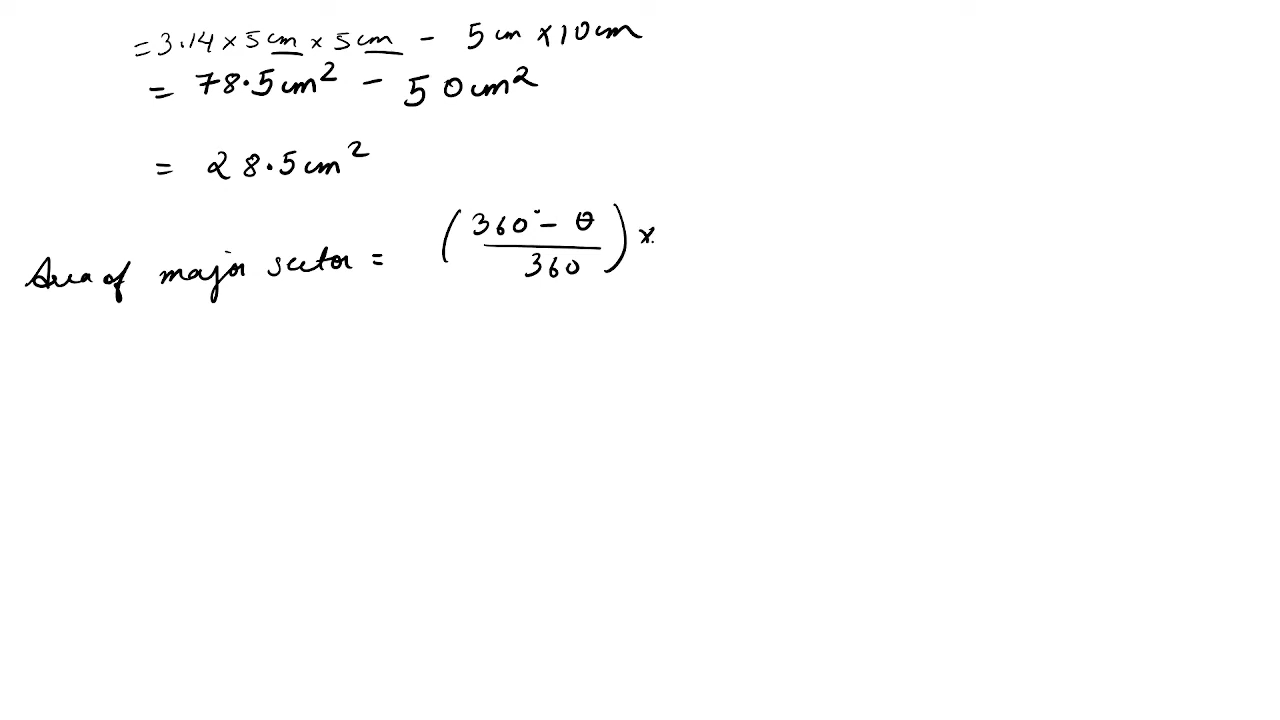 = 3.14 × 5 cm × 5 cm - 5 cm × 10 cm
= 78.5 cm² - 50 cm²
= 28.5 cm²
Area of major sector = (360° - θ / 360) ×